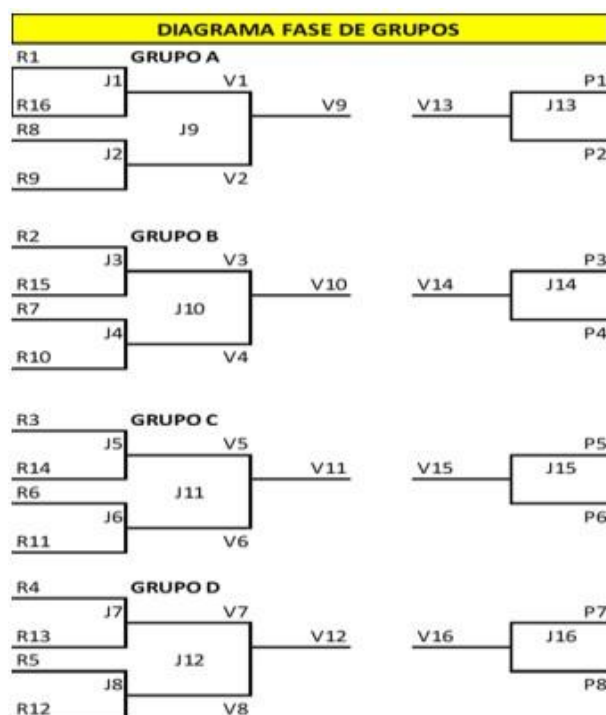 DIAGRAMA FASE DE GRUPOS
R1 GRUPO A
J1 V1 P1
R16 V9 V13 J13
R8 J9
J2 P2
R9 V2
R2 GRUPO B
J3 V3 P3
R15 V10 V14 J14
R7 J10
J4 P4
R10 V4
R3 GRUPO C
J5 V5 P5
R14 V11 V15 J15
R6 J11
J6 P6
R11 V6
R4 GRUPO D
J7 V7 P7
R13 V12 V16 J16
R5 J12
J8 P8
R12 V8